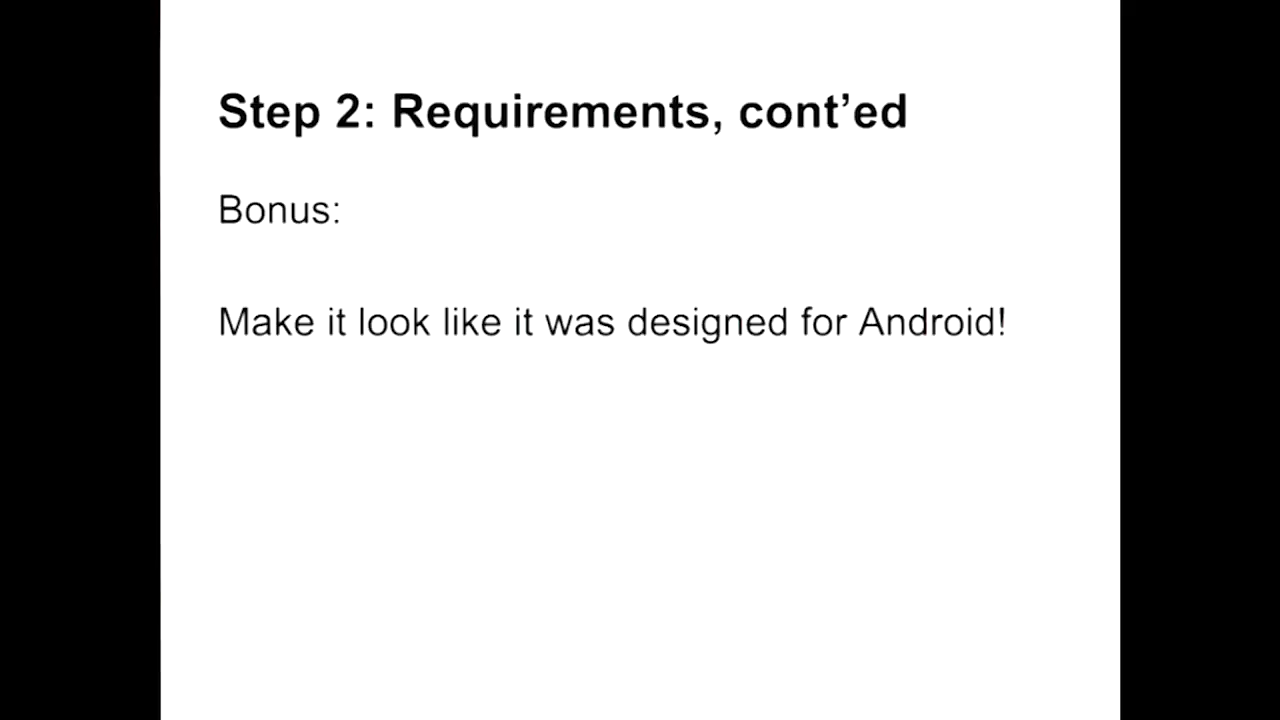 Step 2: Requirements, cont’ed
Bonus:
Make it look like it was designed for Android!